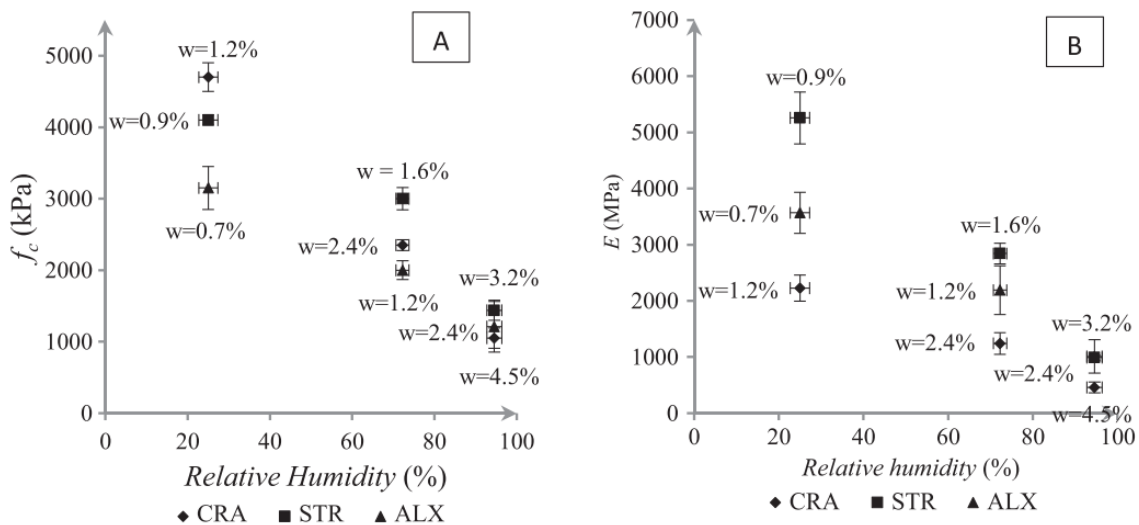 A
5000
4000
3000
2000
1000
0
0
20
40
60
80
100
f_c (kPa)
w=1.2%
w=0.9%
w=0.7%
w = 1.6%
w=2.4%
w=1.2%
w=3.2%
w=2.4%
w=4.5%
Relative Humidity (%)
CRA STR ALX
B
7000
6000
5000
4000
3000
2000
1000
0
0
20
40
60
80
100
E (MPa)
w=0.9%
w=0.7%
w=1.2%
w=1.6%
w=1.2%
w=2.4%
w=3.2%
w=2.4%
w=4.5%
Relative humidity (%)
CRA STR ALX